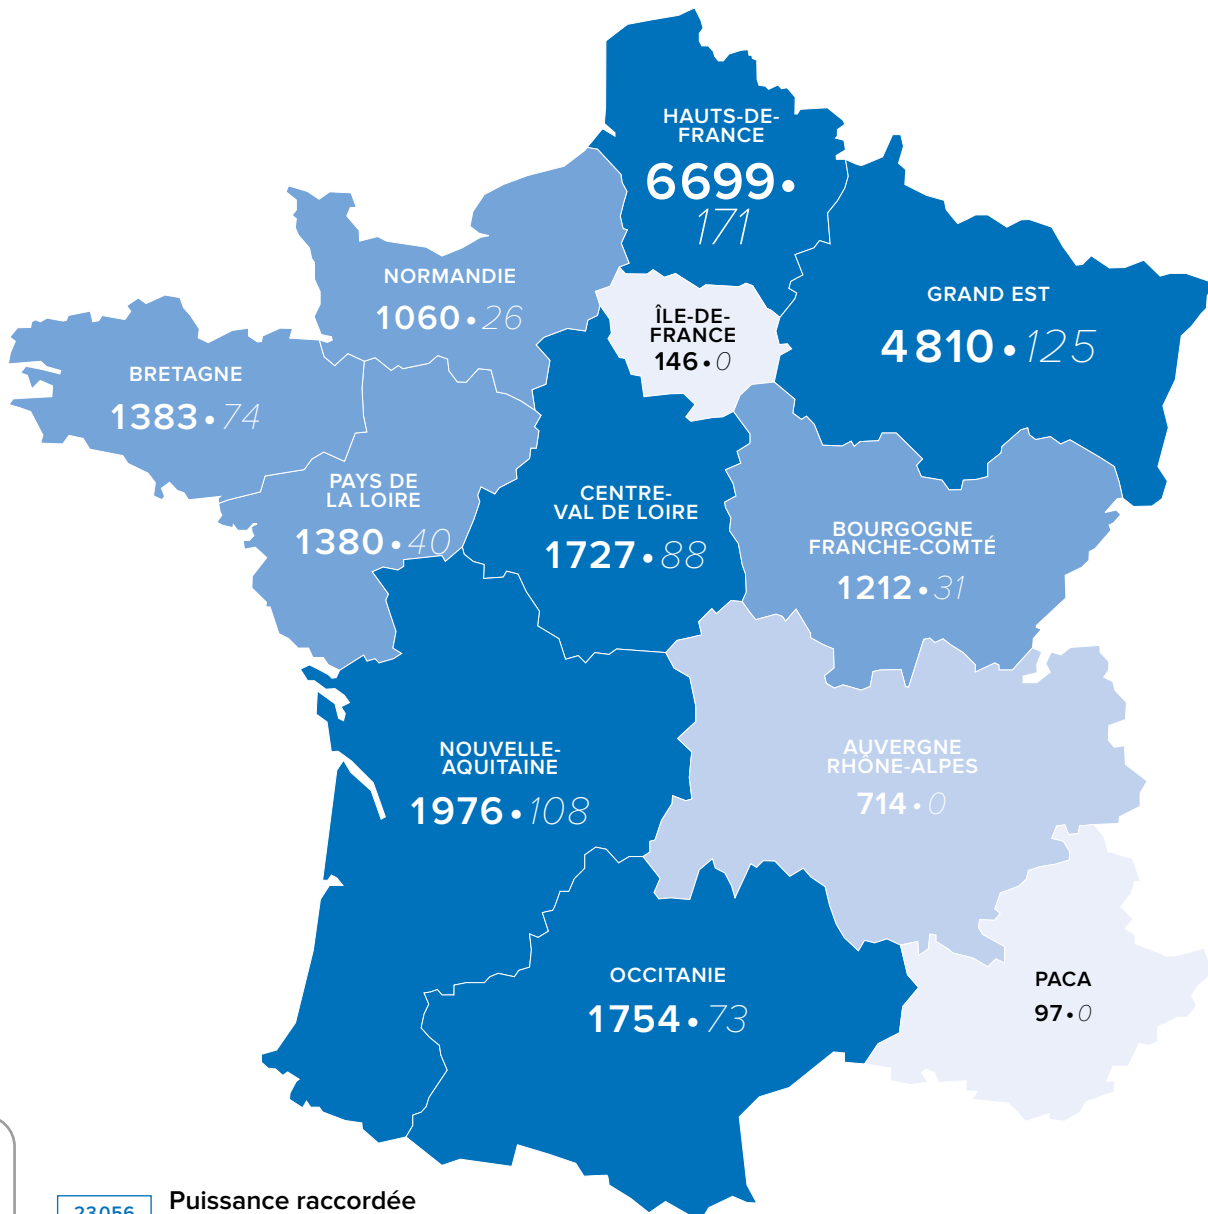 HAUTS-DE-
FRANCE
6699•
171
NORMANDIE
1060•26
ÎLE-DE-
FRANCE
146•0
GRAND EST
4810•125
BRETAGNE
1383•74
PAYS DE
LA LOIRE
1380•40
CENTRE-
VAL DE LOIRE
1727•88
BOURGOGNE
FRANCHE-COMTÉ
1212•31
NOUVELLE-
AQUITAINE
1976•108
AUVERGNE
RHÔNE-ALPES
714•0
OCCITANIE
1754•73
PACA
97•0
23056
Puissance raccordée